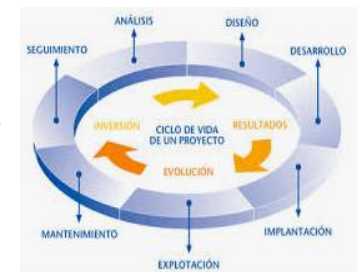 ANÁLISIS
DISEÑO
SEGUIMIENTO
DESARROLLO
INVERSIÓN
CICLO DE VIDA
DE UN PROYECTO
RESULTADOS
EVOLUCIÓN
MANTENIMIENTO
IMPLANTACIÓN
EXPLOTACIÓN